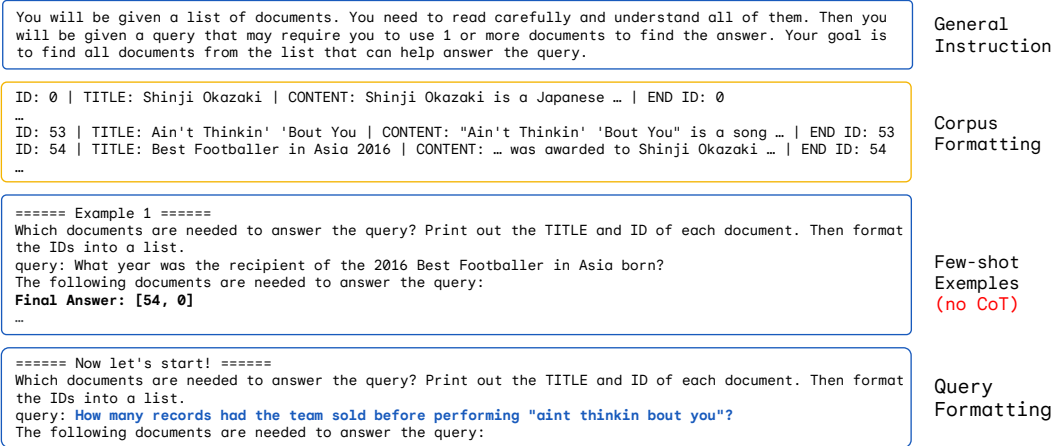 You will be given a list of documents. You need to read carefully and understand all of them. Then you
will be given a query that may require you to use 1 or more documents to find the answer. Your goal is
to find all documents from the list that can help answer the query.
General
Instruction
ID: 0 | TITLE: Shinji Okazaki | CONTENT: Shinji Okazaki is a Japanese … | END ID: 0
…
ID: 53 | TITLE: Ain't Thinkin' 'Bout You | CONTENT: "Ain't Thinkin' 'Bout You" is a song … | END ID: 53
ID: 54 | TITLE: Best Footballer in Asia 2016 | CONTENT: … was awarded to Shinji Okazaki … | END ID: 54
…
Corpus
Formatting
====== Example 1 ======
Which documents are needed to answer the query? Print out the TITLE and ID of each document. Then format
the IDs into a list.
query: What year was the recipient of the 2016 Best Footballer in Asia born?
The following documents are needed to answer the query:
Final Answer: [54, 0]
…
Few-shot
Exemples
(no CoT)
====== Now let's start! ======
Which documents are needed to answer the query? Print out the TITLE and ID of each document. Then format
the IDs into a list.
query: How many records had the team sold before performing "aint thinkin bout you"?
The following documents are needed to answer the query:
Query
Formatting